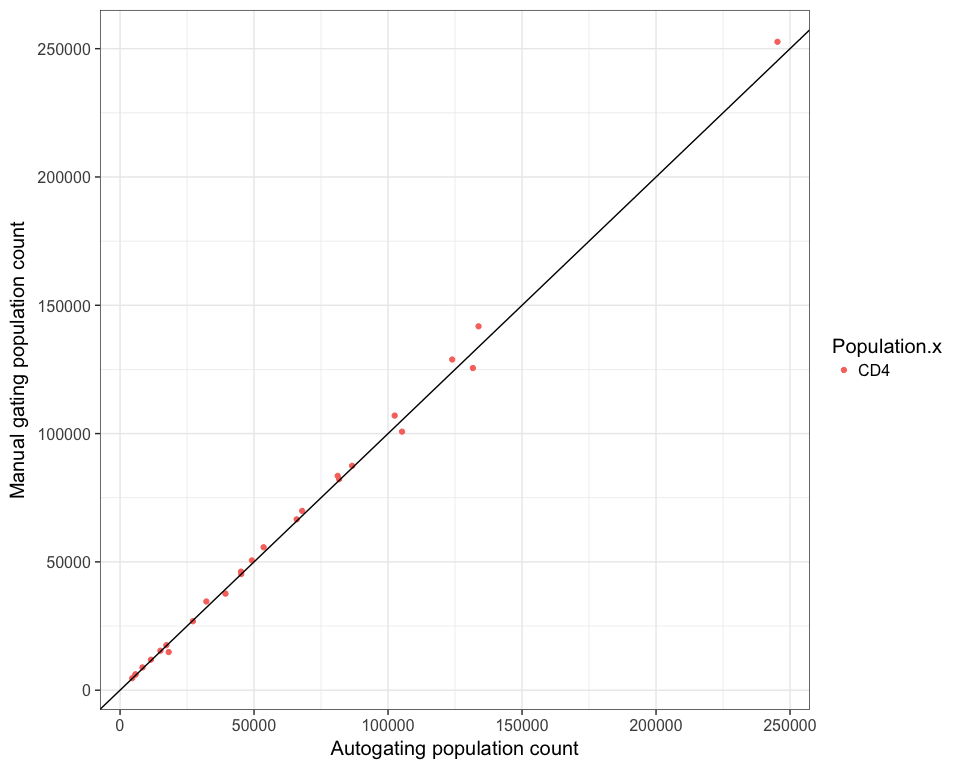 250000
200000
150000
100000
50000
0
Manual gating population count
0 50000 100000 150000 200000 250000
Autogating population count
Population.x
CD4